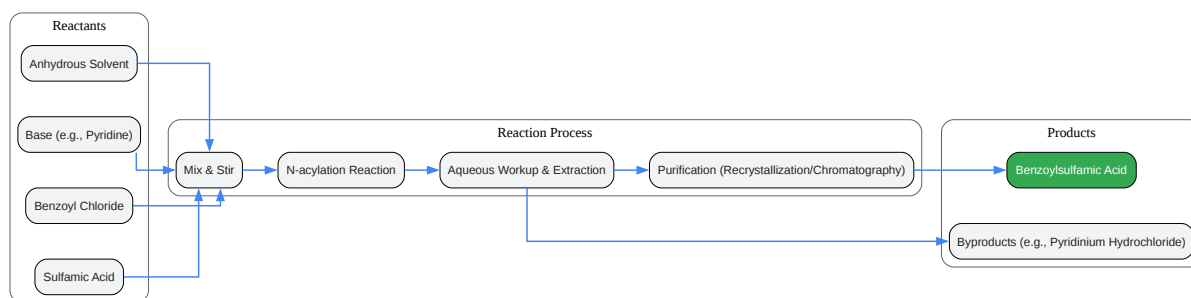 Reactants
Anhydrous Solvent
Base (e.g., Pyridine)
Benzoyl Chloride
Sulfamic Acid
Reaction Process
Mix & Stir
N-acylation Reaction
Aqueous Workup & Extraction
Purification (Recrystallization/Chromatography)
Products
Benzoylsulfamic Acid
Byproducts (e.g., Pyridinium Hydrochloride)